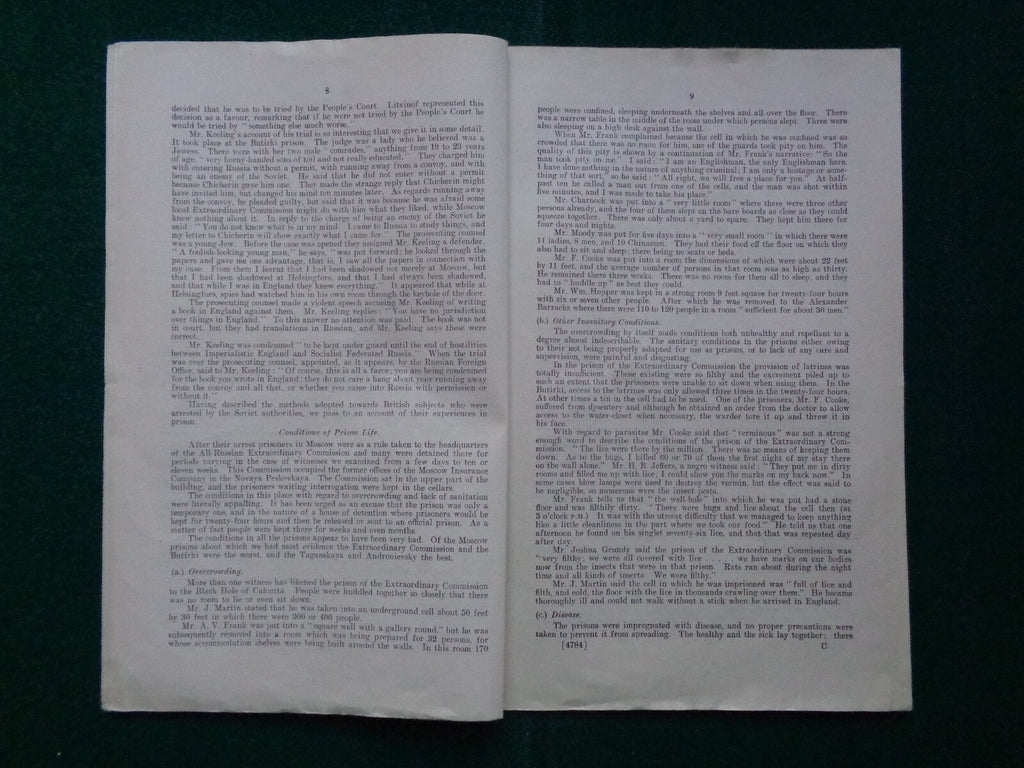 8
decided that he was to be tried by the People's Court. Litvinof represented this
decision as a favour, remarking that if he were not tried by the People's Court he
would be tried by "something else much worse."
Mr. Keeling's account of his trial is so interesting that we give it in some detail.
It took place at the Butirki prison. The judge was a lady who he believed was a
Jewess. There were with her two male "comrades," anything from 19 to 23 years
of age, "very horny-handed sons of toil and not really educated." They charged him
with entering Russia without a permit, with running away from a convoy, and with
being an enemy of the Soviet. He said that he did not enter without a permit
because Chicherin gave him one. They made the strange reply that Chicherin might
have invited him, but changed his mind ten minutes later. As regards running away
from the convoy, he pleaded guilty, but said that it was because he was afraid some
local Extraordinary Commission might do with him what they liked, while Moscow
knew nothing about it. In reply to the charge of being an enemy of the Soviet he
said: "You do not know what is in my mind. I came to Russia to study things, and
my letter to Chicherin will show exactly what I came for." The prosecuting counsel
was a young Jew. Before the case was opened they assigned Mr. Keeling a defender.
"A foolish-looking young man," he says, "was put forward; he looked through the
papers and gave me one advantage, that is, I saw all the papers in connection with
my case. From them I learnt that I had been shadowed not merely at Moscow, but
that I had been shadowed at Helsingfors, and that I had always been shadowed,
and that while I was in England they knew everything." It appeared that while at
Helsingfors, spies had watched him in his own room through the keyhole of the door.
The prosecuting counsel made a violent speech accusing Mr. Keeling of writing
a book in England against them. Mr. Keeling replies: "You have no jurisdiction
over things in England." To this answer no attention was paid. The book was not
in court, but they had translations in Russian, and Mr. Keeling says these were
correct.
Mr. Keeling was condemned "to be kept under guard until the end of hostilities
between Imperialistic England and Socialist Federated Russia." When the trial
was over the prosecuting counsel, appointed, as it appears, by the Russian Foreign
Office, said to Mr. Keeling: "Of course, this is all a farce; you are being condemned
for the book you wrote in England; they do not care a hang about your running away
from the convoy and all that, or whether you came into Russia with permission or
without it."
Having described the methods adopted towards British subjects who were
arrested by the Soviet authorities, we pass to an account of their experiences in
prison.
Conditions of Prison Life.
After their arrest prisoners in Moscow were as a rule taken to the headquarters
of the All-Russian Extraordinary Commission and many were detained there for
periods varying in the case of witnesses we examined from a few days to ten or
eleven weeks. This Commission occupied the former offices of the Moscow Insurance
Company in the Novaya Peskovkaya. The Commission sat in the upper part of the
building, and the prisoners waiting interrogation were kept in the cellars.
The conditions in this place with regard to overcrowding and lack of sanitation
were literally appalling. It has been urged as an excuse that the prison was only a
temporary one, and in the nature of a house of detention where prisoners would be
kept for twenty-four hours and then be released or sent to an official prison. As a
matter of fact people were kept there for weeks and even months.
The conditions in all the prisons appear to have been very bad. Of the Moscow
prisons about which we had most evidence the Extraordinary Commission and the
Butirki were the worst, and the Taganskaya and Andronievsky the best.
(a.) Overcrowding.
More than one witness has likened the prison of the Extraordinary Commission
to the Black Hole of Calcutta. People were huddled together so closely that there
was no room to lie or even sit down.
Mr. J. Martin stated that he was taken into an underground cell about 50 feet
by 30 feet in which there were 300 or 400 people.
Mr. A. V. Frank was put into a "square well with a gallery round," but he was
subsequently removed into a room which was being prepared for 32 persons, for
whose accommodation shelves were being built around the walls. In this room 170
9
people were confined, sleeping underneath the shelves and all over the floor. There
was a narrow table in the middle of the room under which persons slept. Three were
also sleeping on a high desk against the wall.
When Mr. Frank complained because the cell in which he was confined was so
crowded that there was no room for him, one of the guards took pity on him. The
quality of this pity is shown by a continuation of Mr. Frank's narrative: "So the
man took pity on me." I said: "I am an Englishman, the only Englishman here.
I have done nothing in the nature of anything criminal; I am only a hostage or some-
thing of that sort," so he said: "All right, we will free a place for you." At half-
past ten he called a man out from one of the cells, and the man was shot within
five minutes, and I was made to take his place."
Mr. Charnock was put into a "very little room" where there were three other
persons already, and the four of them slept on the bare boards as close as they could
squeeze together. There was only about a yard to spare. They kept him there for
four days and nights.
Mr. Moody was put for five days into a "very small room" in which there were
11 ladies, 8 men, and 10 Chinamen. They had their food off the floor on which they
also had to sit and sleep; there being no seats or beds.
Mr. F. Cooke was put into a room the dimensions of which were about 22 feet
by 11 feet, and the average number of persons in that room was as high as thirty.
He remained there three weeks. There was no room for them all to sleep, and they
had to "huddle up" as best they could.
Mr. Wm. Hopper was kept in a strong room 9 feet square for twenty-four hours
with six or seven other people. After which he was removed to the Alexander
Barracks where there were 110 to 120 people in a room "sufficient for about 30 men."
(b.) Other Insanitary Conditions.
The overcrowding by itself made conditions both unhealthy and repellant to a
degree almost indescribable. The sanitary conditions in the prisons either owing
to their not being properly adapted for use as prisons, or to lack of any care and
supervision, were painful and disgusting.
In the prison of the Extraordinary Commission the provision of latrines was
totally insufficient. Those existing were so filthy and the excrement piled up to
such an extent that the prisoners were unable to sit down when using them. In the
Butirki, access to the latrines was only allowed three times in the twenty-four hours.
At other times a tin in the cell had to be used. One of the prisoners, Mr. F. Cooke,
suffered from dysentery and although he obtained an order from the doctor to allow
access to the water-closet when necessary, the warder tore it up and threw it in
his face.
With regard to parasites Mr. Cooke said that "verminous" was not a strong
enough word to describe the conditions of the prison of the Extraordinary Com-
mission. "The lice were there by the million. There was no means of keeping them
down. As to the bugs, I killed 60 or 70 of them the first night of my stay there
on the wall alone." Mr. H. B. Jeffers, a negro witness said: "They put me in dirty
rooms and filled me up with lice; I could show you the marks on my back now." In
some cases blow lamps were used to destroy the vermin, but the effect was said to
be negligible, so numerous were the insect pests.
Mr. Frank tells us that "the well-hole" into which he was put had a stone
floor and was filthily dirty. "There were bugs and lice about the cell then (at
3 o'clock P.M.) It was with the utmost difficulty that we managed to keep anything
like a little cleanliness in the part where we took our food." He told us that one
afternoon he found on his singlet seventy-six lice, and that that was repeated day
after day.
Mr. Joshua Grundy said the prison of the Extraordinary Commission was
"very filthy; we were all covered with lice .... we have marks on our bodies
now from the insects that were in that prison. Rats ran about during the night
time and all kinds of insects. We were filthy."
Mr. J. Martin said the cell in which he was imprisoned was "full of lice and
filth, and cold, the floor with the lice in thousands crawling over them." He became
thoroughly ill and could not walk without a stick when he arrived in England.
(c.) Disease.
The prisons were impregnated with disease, and no proper precautions were
taken to prevent it from spreading. The healthy and the sick lay together; there
[4784] C